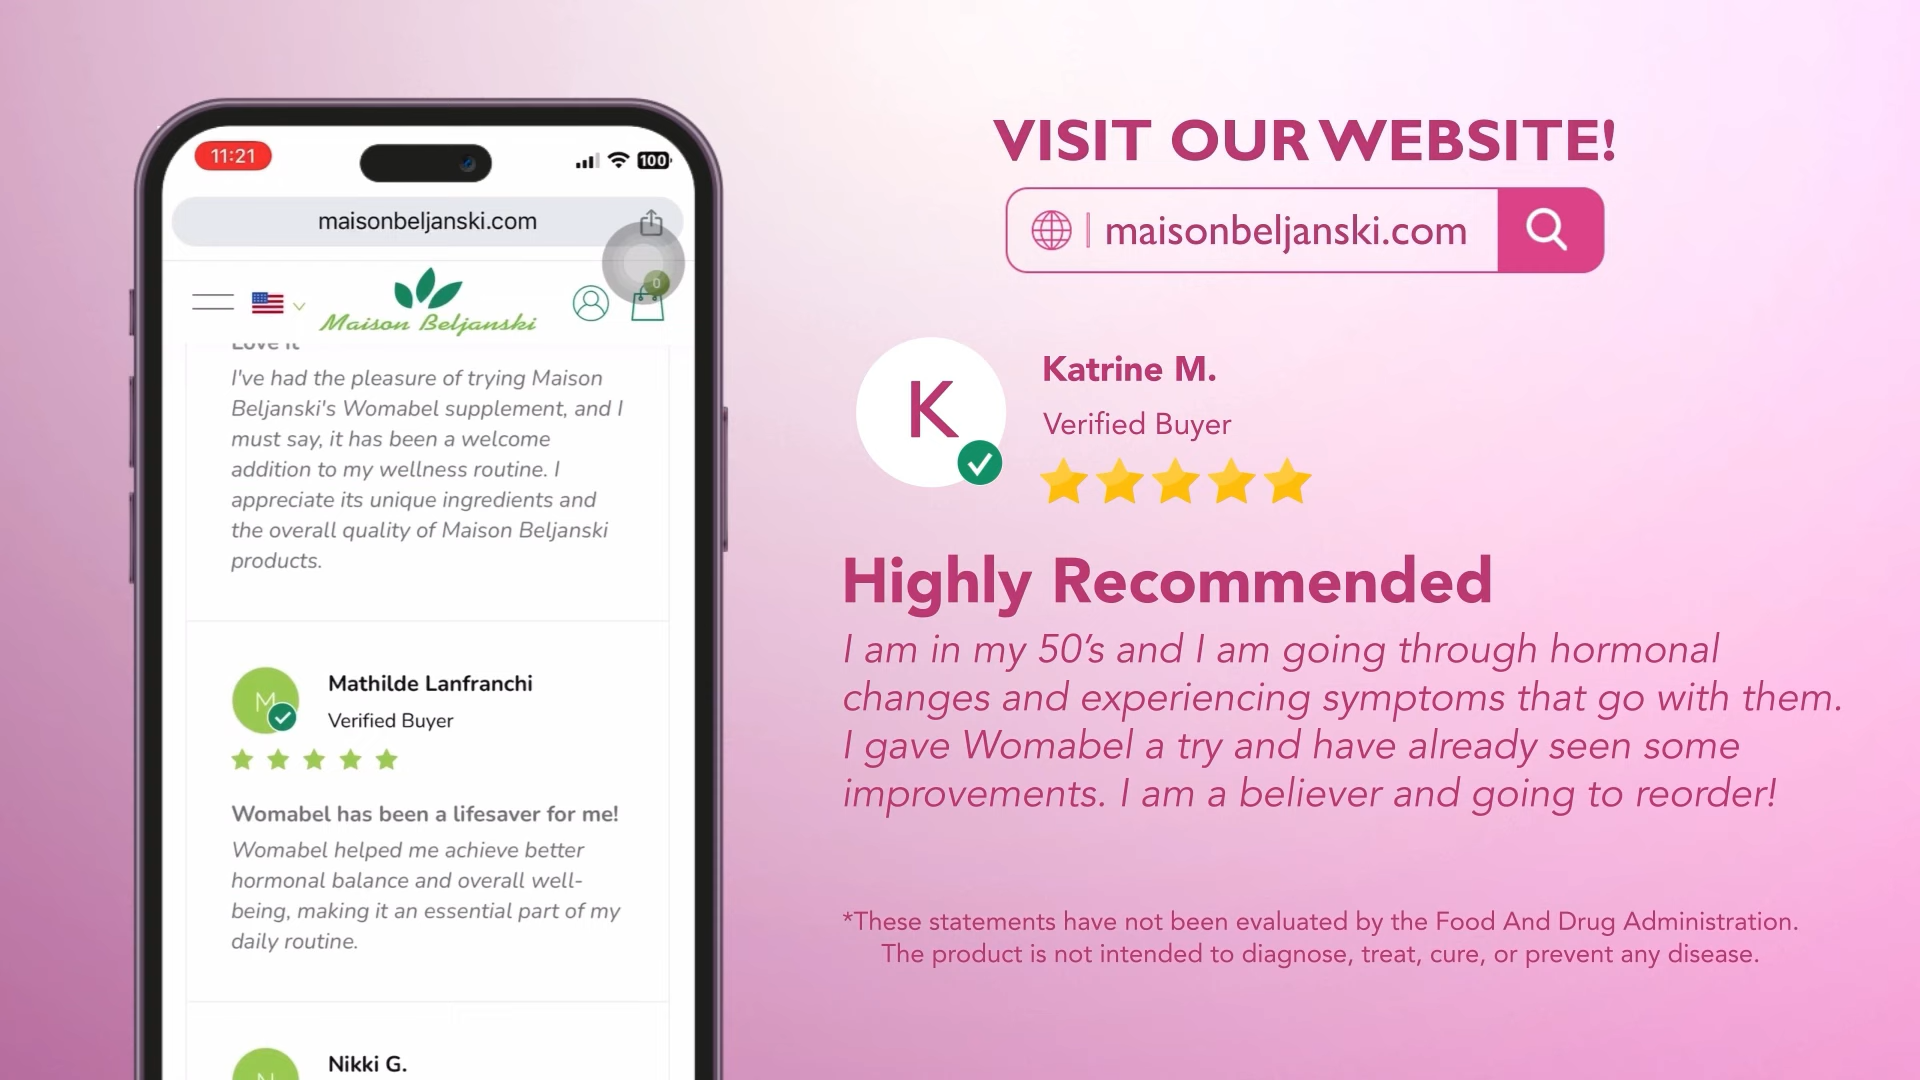 11:21
100
maisonbeljanski.com
0
Maison Beljanski
Love it
I've had the pleasure of trying Maison
Beljanski's Womabel supplement, and I
must say, it has been a welcome
addition to my wellness routine. I
appreciate its unique ingredients and
the overall quality of Maison Beljanski
products.
M
Mathilde Lanfranchi
Verified Buyer
Womabel has been a lifesaver for me!
Womabel helped me achieve better
hormonal balance and overall well-
being, making it an essential part of my
daily routine.
N
Nikki G.
VISIT OUR WEBSITE!
maisonbeljanski.com
K
Katrine M.
Verified Buyer
Highly Recommended
I am in my 50’s and I am going through hormonal
changes and experiencing symptoms that go with them.
I gave Womabel a try and have already seen some
improvements. I am a believer and going to reorder!
*These statements have not been evaluated by the Food And Drug Administration.
The product is not intended to diagnose, treat, cure, or prevent any disease.